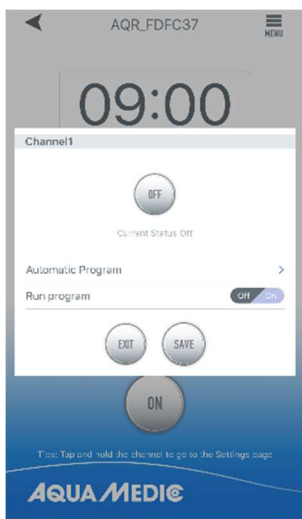 AQR_FDFC37
MENU
09:00
Channel1
OFF
Current Status Off
Automatic Program >
Run program Off On
EXIT SAVE
ON
Tips: Tap and hold the channel to go to the Settings page
AQUA MEDIC